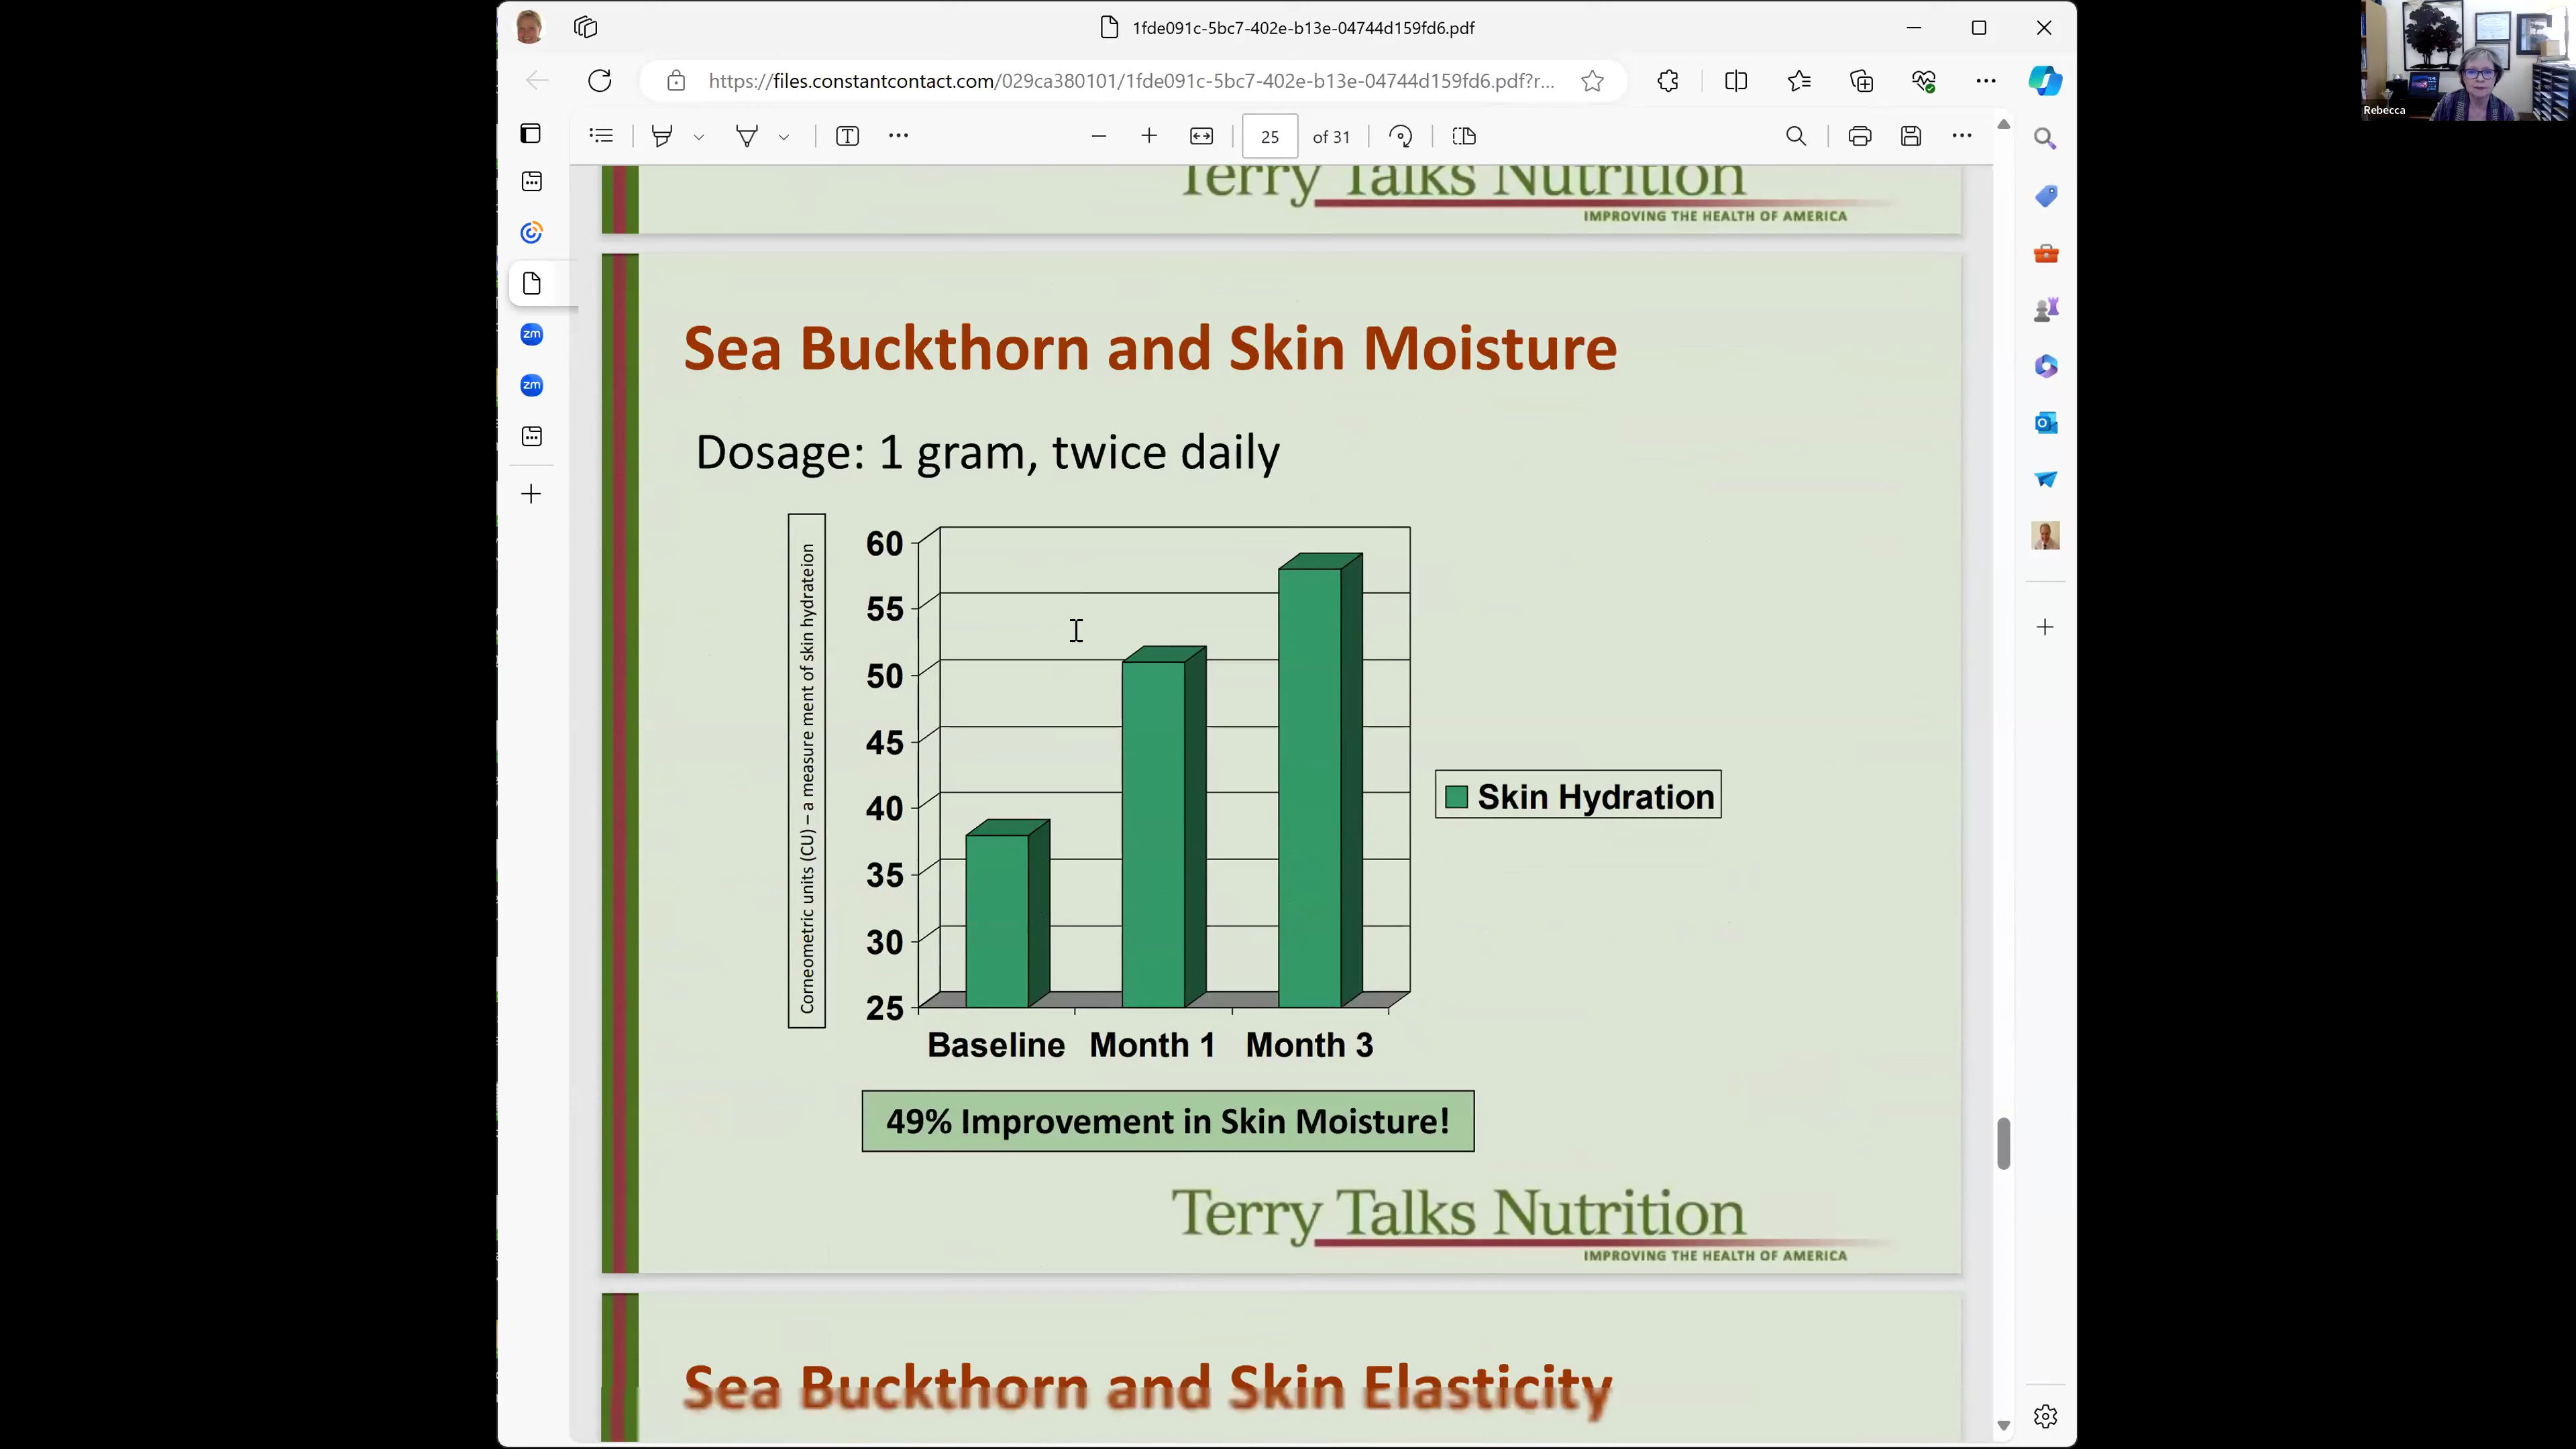 1fde091c-5bc7-402e-b13e-04744d159fd6.pdf
https://files.constantcontact.com/029ca380101/1fde091c-5bc7-402e-b13e-04744d159fd6.pdf?r...
Rebecca
25 of 31
Terry Talks Nutrition
IMPROVING THE HEALTH OF AMERICA
Sea Buckthorn and Skin Moisture
Dosage: 1 gram, twice daily
Corneometric units (CU) – a measure ment of skin hydrateion
60
55
50
45
40
35
30
25
Baseline Month 1 Month 3
Skin Hydration
49% Improvement in Skin Moisture!
Terry Talks Nutrition
IMPROVING THE HEALTH OF AMERICA
Sea Buckthorn and Skin Elasticity
zm
zm